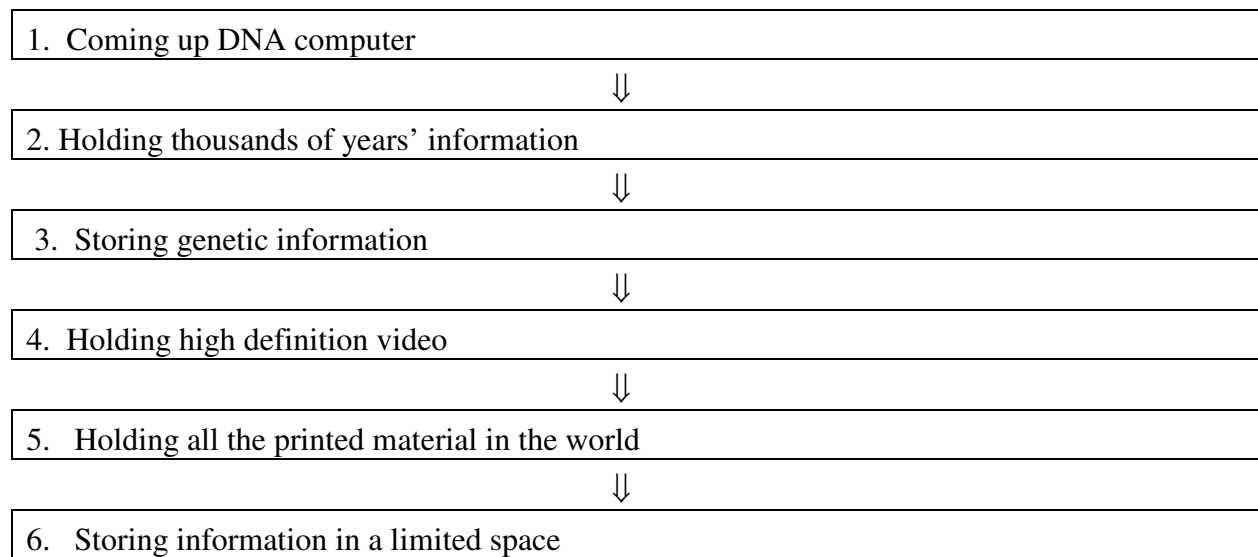 1. Coming up DNA computer
⇓
2. Holding thousands of years’ information
⇓
3. Storing genetic information
⇓
4. Holding high definition video
⇓
5. Holding all the printed material in the world
⇓
6. Storing information in a limited space